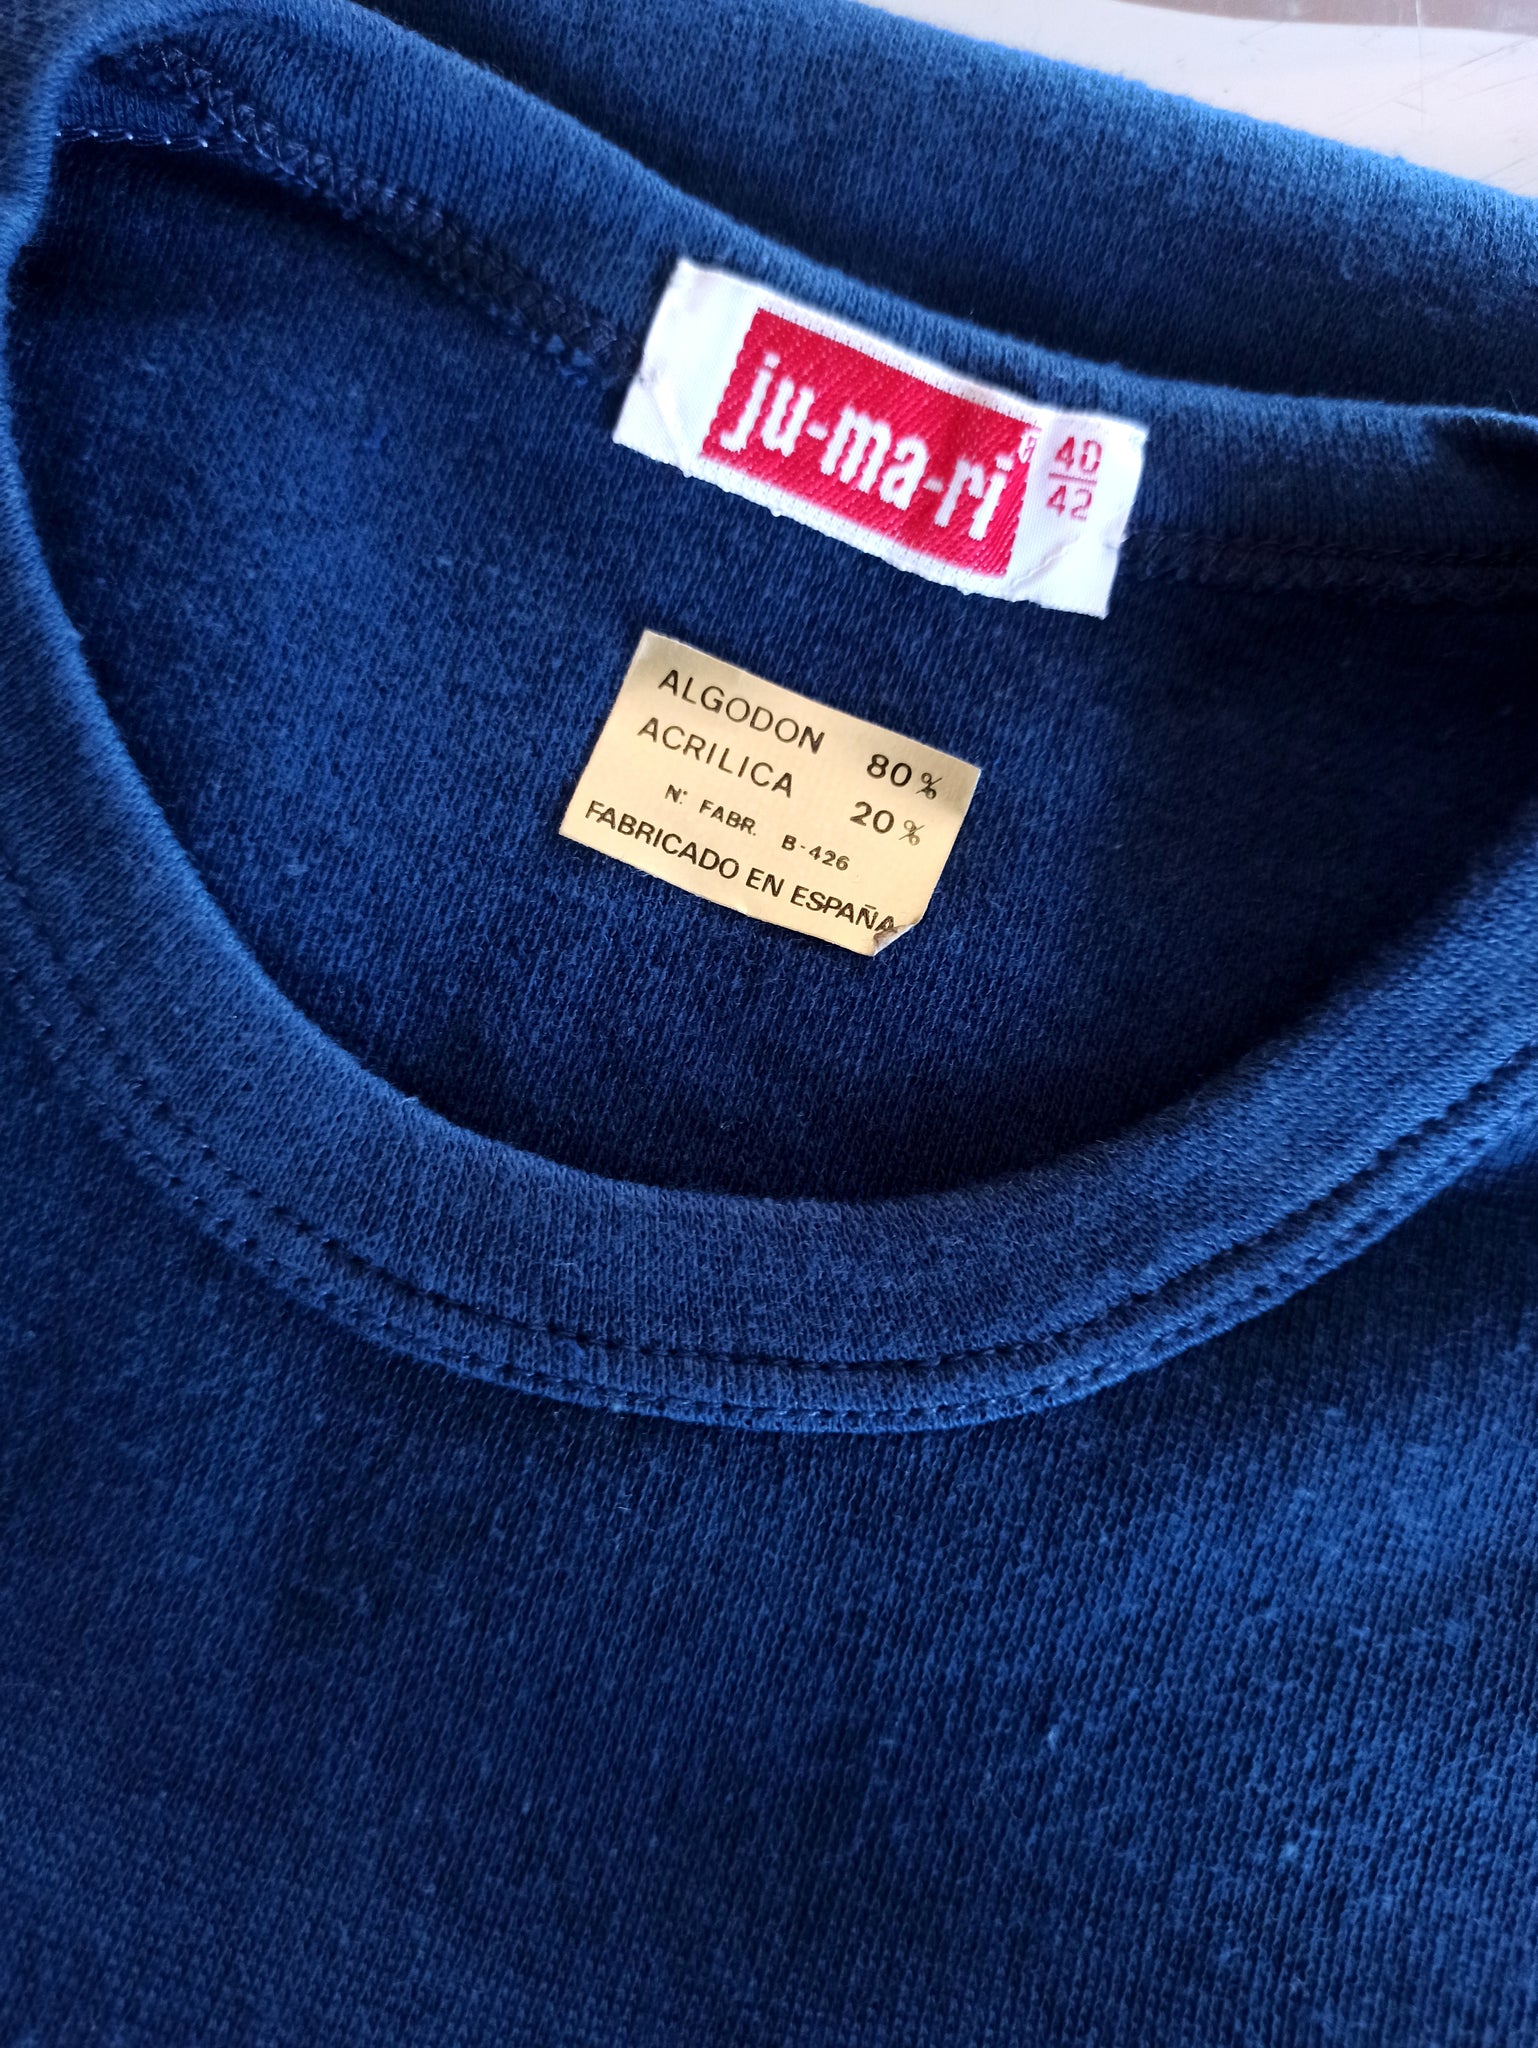 ju-ma-ri®
40
42
ALGODON 80%
ACRILICA 20%
N.º FABR. B-426
FABRICADO EN ESPAÑA